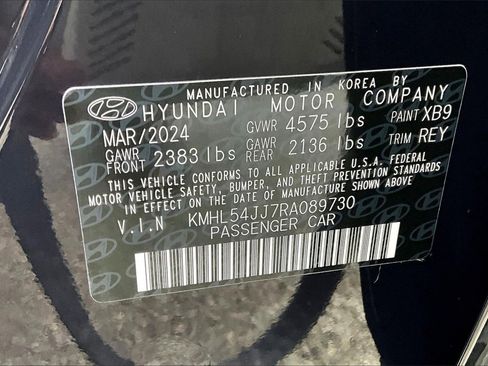 MANUFACTURED IN KOREA BY
HYUNDAI MOTOR COMPANY
MAR/2024 GVWR 4575 lbs PAINT XB9
GAWR FRONT 2383 lbs GAWR REAR 2136 lbs TRIM REY
THIS VEHICLE CONFORMS TO ALL APPLICABLE U.S.A. FEDERAL
MOTOR VEHICLE SAFETY, BUMPER, AND THEFT PREVENTION STANDARDS
IN EFFECT ON THE DATE OF MANUFACTURE SHOWN ABOVE.
V.I.N KMHL54JJ7RA089730
PASSENGER CAR